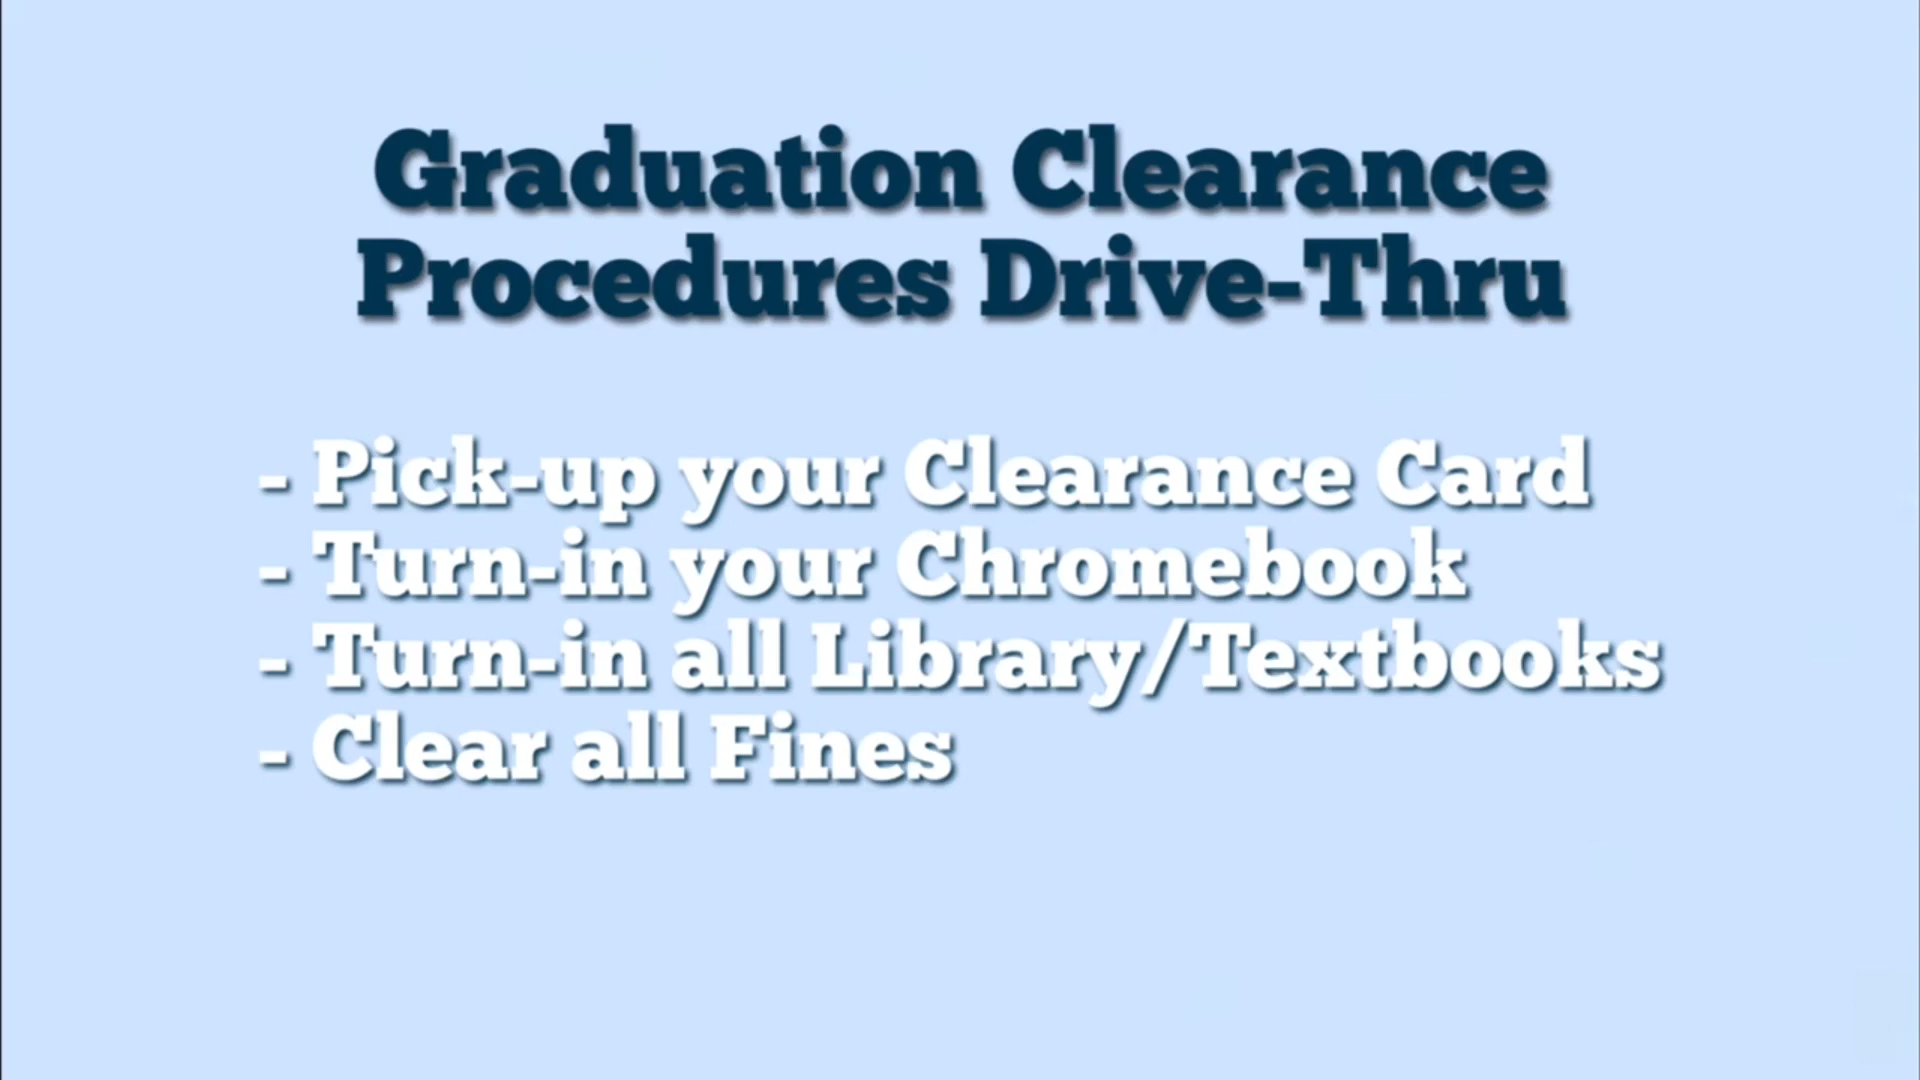 Graduation Clearance
Procedures Drive-Thru
- Pick-up your Clearance Card
- Turn-in your Chromebook
- Turn-in all Library/Textbooks
- Clear all Fines